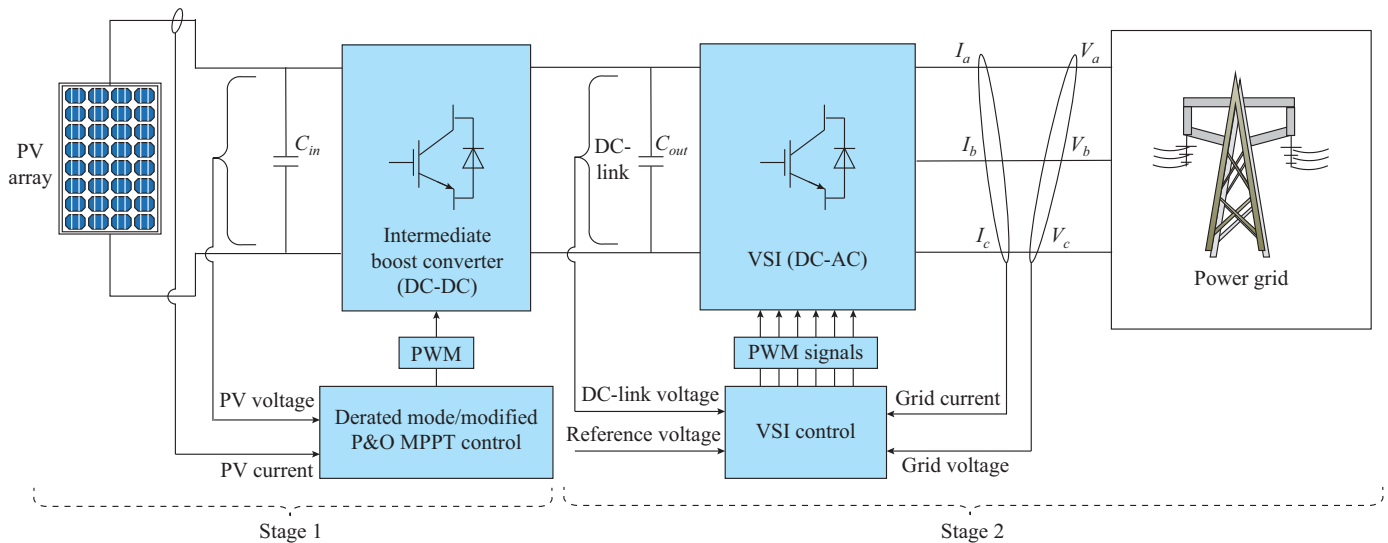 PV
array
C_in
Intermediate
boost converter
(DC-DC)
PWM
PV voltage
Derated mode/modified
P&O MPPT control
PV current
Stage 1
DC-
link
C_out
VSI (DC-AC)
PWM signals
DC-link voltage
Reference voltage
VSI control
Grid current
Grid voltage
I_a
V_a
I_b
V_b
I_c
V_c
Power grid
Stage 2